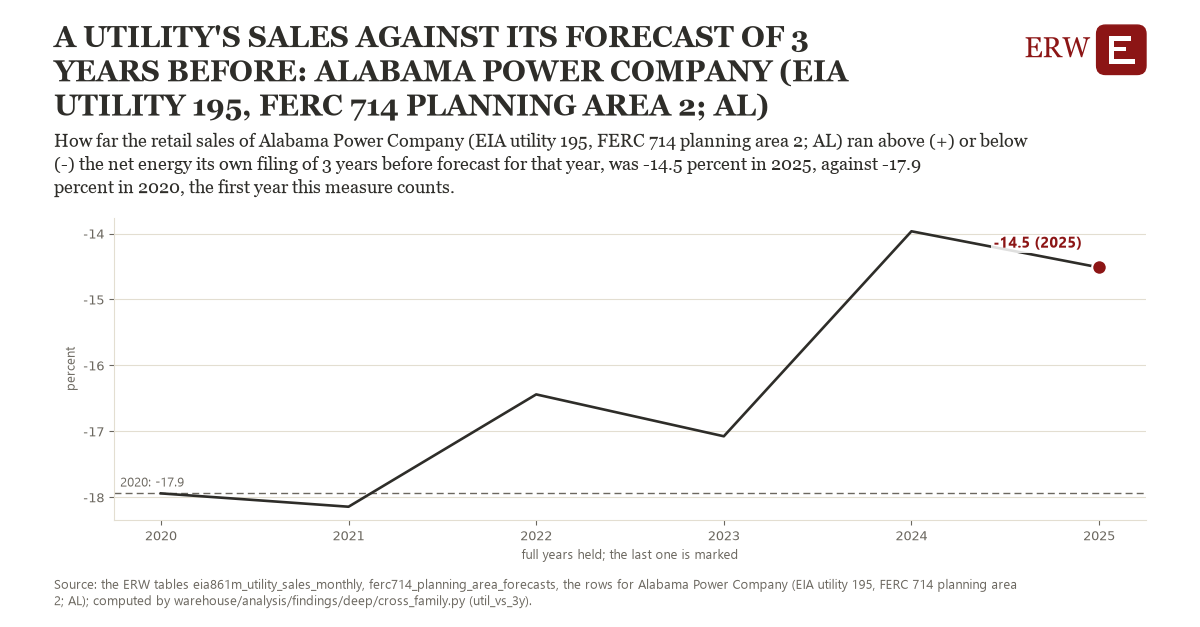 A UTILITY'S SALES AGAINST ITS FORECAST OF 3
YEARS BEFORE: ALABAMA POWER COMPANY (EIA
UTILITY 195, FERC 714 PLANNING AREA 2; AL)
ERW
E
How far the retail sales of Alabama Power Company (EIA utility 195, FERC 714 planning area 2; AL) ran above (+) or below
(-) the net energy its own filing of 3 years before forecast for that year, was -14.5 percent in 2025, against -17.9
percent in 2020, the first year this measure counts.
-14
-15
-16
-17
-18
percent
2020: -17.9
-14.5 (2025)
2020
2021
2022
2023
2024
2025
full years held; the last one is marked
Source: the ERW tables eia861m_utility_sales_monthly, ferc714_planning_area_forecasts, the rows for Alabama Power Company (EIA utility 195, FERC 714 planning area
2; AL); computed by warehouse/analysis/findings/deep/cross_family.py (util_vs_3y).